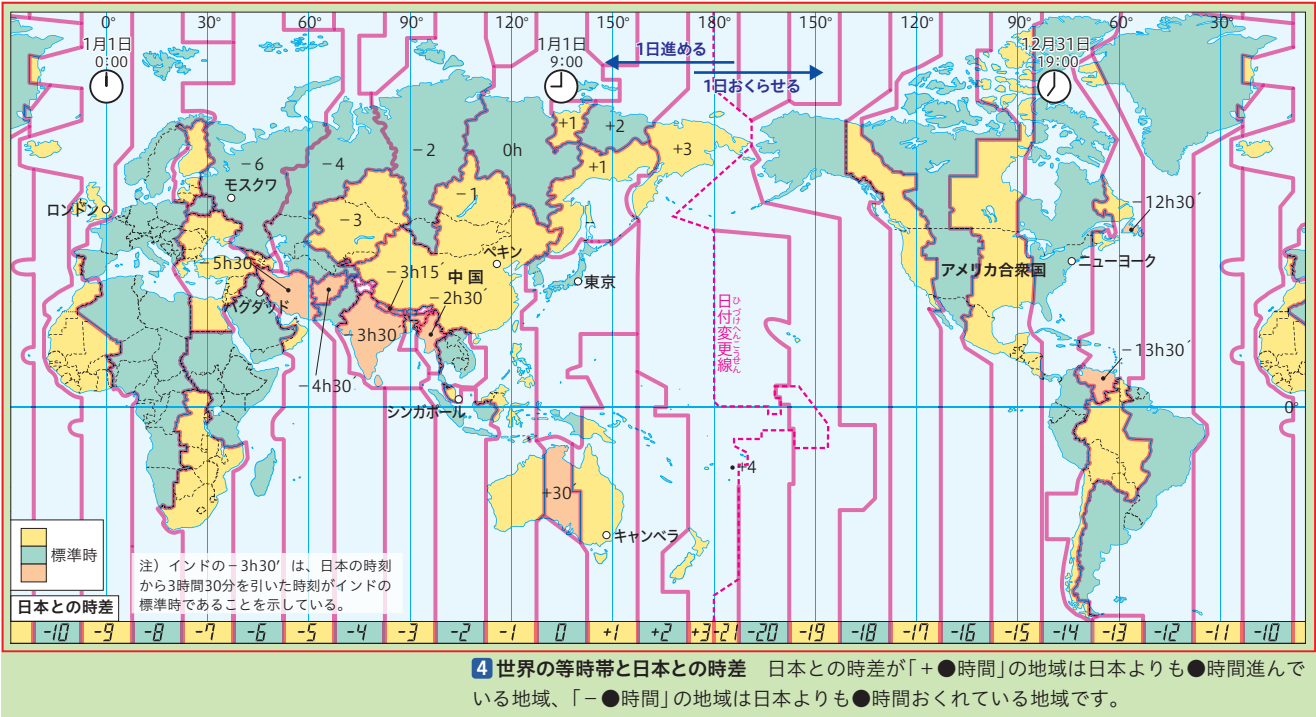 0° 30° 60° 90° 120° 150° 180° 150° 120° 90° 60° 30°
1月1日
0:00
1月1日
9:00
1日進める
1日おくらせる
12月31日
19:00
+1
+2
-6
-4
-2
0h
+1
+3
モスクワ
-1
ロンドン
-3
-12h30′
ペキン
-5h30′
-3h15′
中国
アメリカ合衆国
ニューヨーク
東京
バグダッド
-2h30′
日付変更線
ひづけへんこうせん
-3h30′
-13h30′
-4h30′
シンガポール
0°
+4
+30′
キャンベラ
標準時
注）インドの－3h30′は、日本の時刻
から3時間30分を引いた時刻がインドの
標準時であることを示している。
日本との時差
-10 -9 -8 -7 -6 -5 -4 -3 -2 -1 0 +1 +2 +3 -21 -20 -19 -18 -17 -16 -15 -14 -13 -12 -11 -10
4 世界の等時帯と日本との時差 日本との時差が「＋●時間」の地域は日本よりも●時間進んで
いる地域、「－●時間」の地域は日本よりも●時間おくれている地域です。